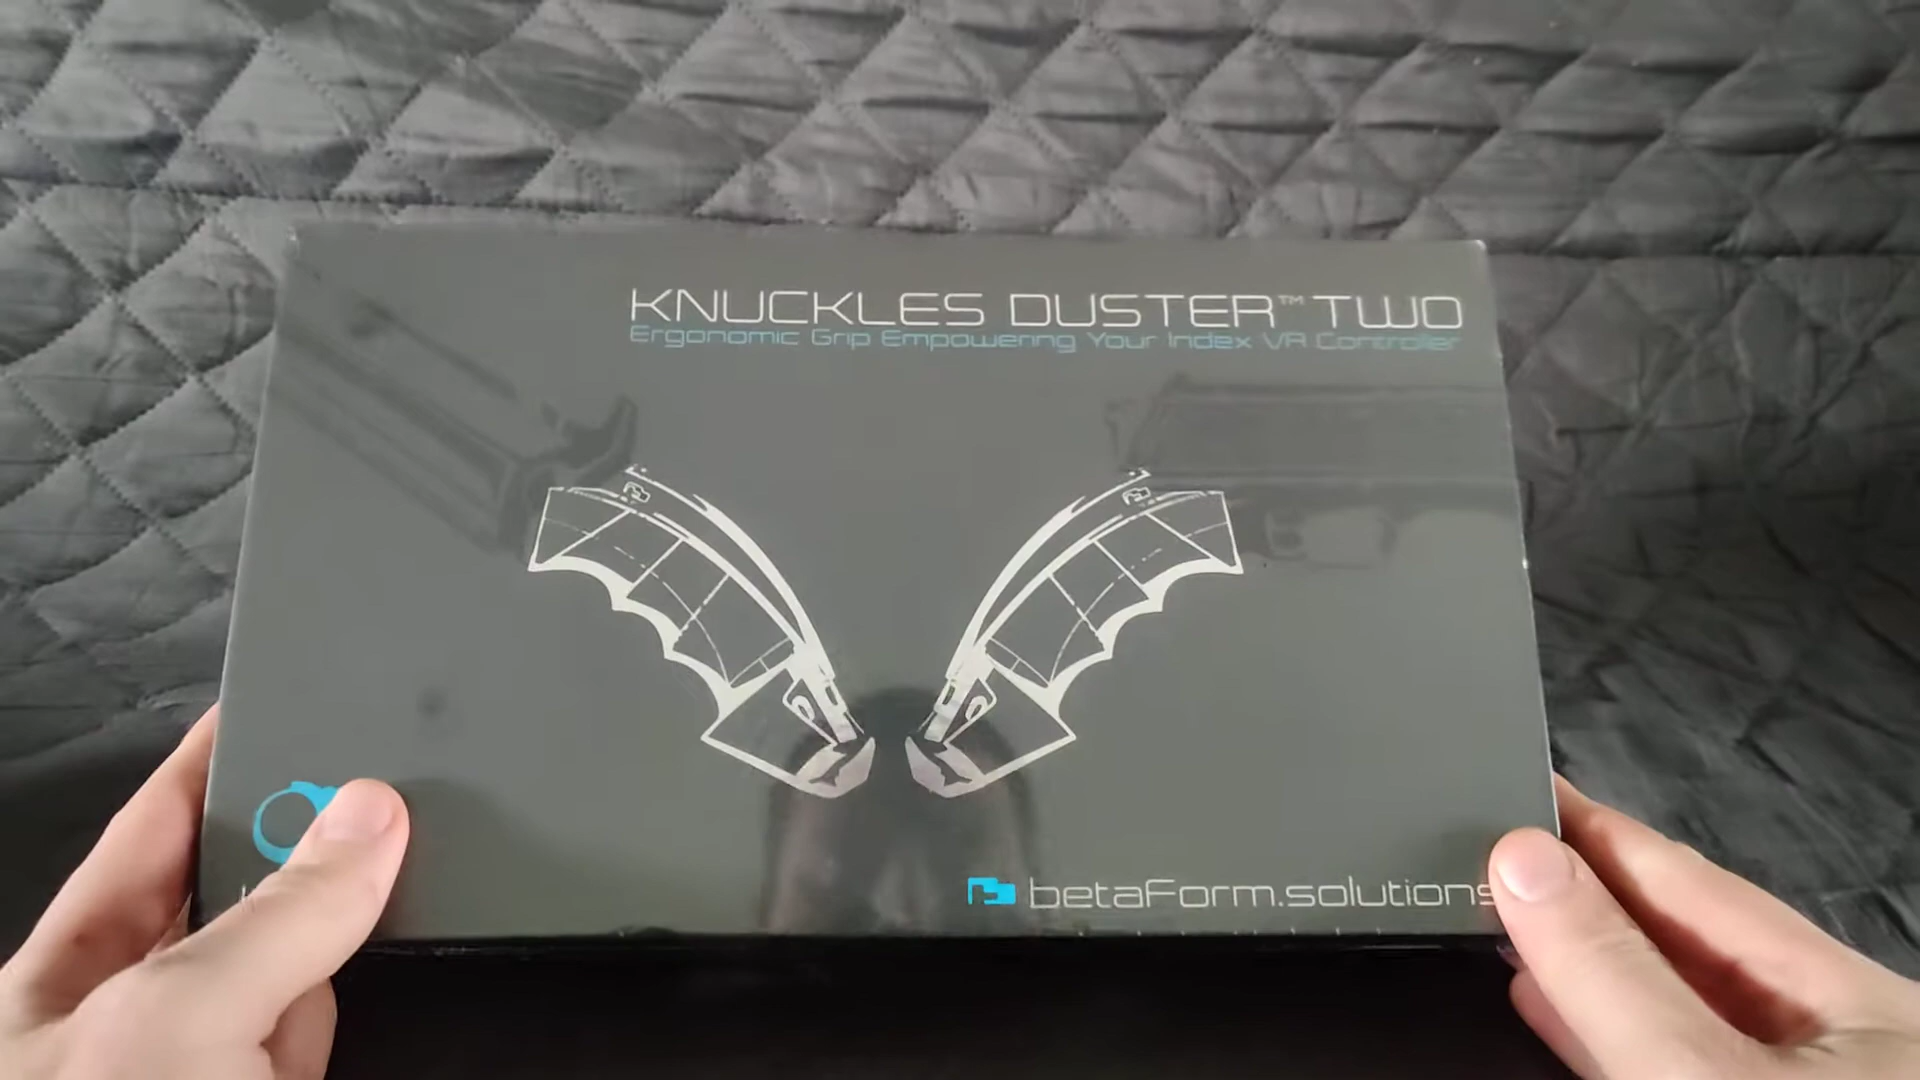 KNUCKLES DUSTER™ TWO
Ergonomic Grip Empowering Your Index VR Controller
betaForm.solutions